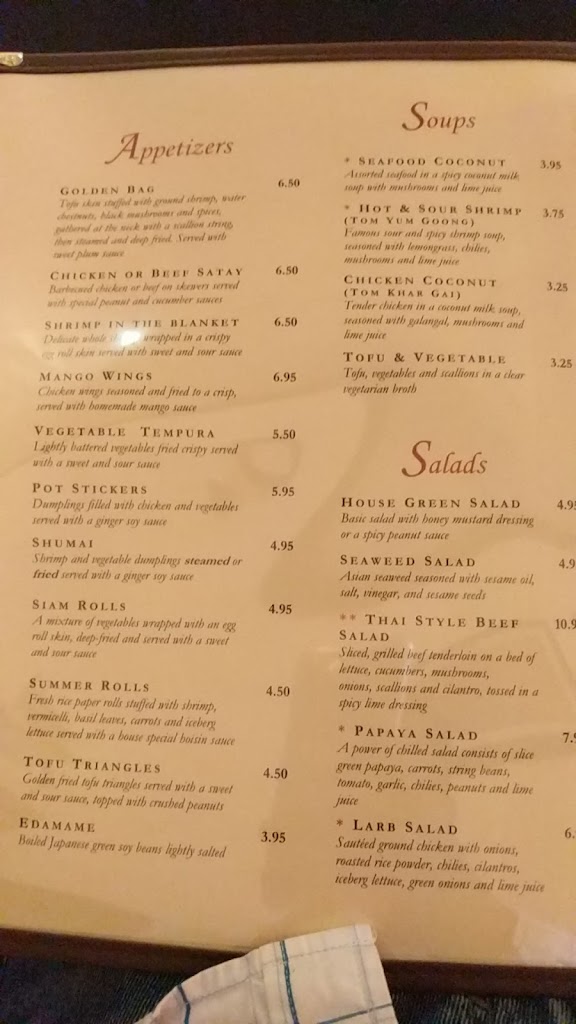 Appetizers
GOLDEN BAG 6.50
Tofu skin stuffed with ground shrimp, water
chestnuts, black mushrooms and spices,
gathered at the neck with a scallion string,
then steamed and deep fried. Served with
sweet plum sauce
CHICKEN OR BEEF SATAY 6.50
Barbecued chicken or beef on skewers served
with special peanut and cucumber sauces
SHRIMP IN THE BLANKET 6.50
Delicate whole wrapped in a crispy
egg roll skin served with sweet and sour sauce
MANGO WINGS 6.95
Chicken wings seasoned and fried to a crisp,
served with homemade mango sauce
VEGETABLE TEMPURA 5.50
Lightly battered vegetables fried crispy served
with a sweet and sour sauce
POT STICKERS 5.95
Dumplings filled with chicken and vegetables
served with a ginger soy sauce
SHUMAI 4.95
Shrimp and vegetable dumplings steamed or
fried served with a ginger soy sauce
SIAM ROLLS 4.95
A mixture of vegetables wrapped with an egg
roll skin, deep-fried and served with a sweet
and sour sauce
SUMMER ROLLS 4.50
Fresh rice paper rolls stuffed with shrimp,
vermicelli, basil leaves, carrots and iceberg
lettuce served with a house special hoisin sauce
TOFU TRIANGLES 4.50
Golden fried tofu triangles served with a sweet
and sour sauce, topped with crushed peanuts
EDAMAME 3.95
Boiled Japanese green soy beans lightly salted
Soups
* SEAFOOD COCONUT 3.95
Assorted seafood in a spicy coconut milk
soup with mushrooms and lime juice
* HOT & SOUR SHRIMP 3.75
(TOM YUM GOONG)
Famous sour and spicy shrimp soup,
seasoned with lemongrass, chilies,
mushrooms and lime juice
CHICKEN COCONUT 3.25
(TOM KHAR GAI)
Tender chicken in a coconut milk soup,
seasoned with galangal, mushrooms and
lime juice
TOFU & VEGETABLE 3.25
Tofu, vegetables and scallions in a clear
vegetarian broth
Salads
HOUSE GREEN SALAD 4.95
Basic salad with honey mustard dressing
or a spicy peanut sauce
SEAWEED SALAD 4.9
Asian seaweed seasoned with sesame oil,
salt, vinegar, and sesame seeds
** THAI STYLE BEEF 10.9
SALAD
Sliced, grilled beef tenderloin on a bed of
lettuce, cucumbers, mushrooms,
onions, scallions and cilantro, tossed in a
spicy lime dressing
* PAPAYA SALAD 7.
A power of chilled salad consists of slice
green papaya, carrots, string beans,
tomato, garlic, chilies, peanuts and lime
juice
* LARB SALAD 6.
Sautéed ground chicken with onions,
roasted rice powder, chilies, cilantros,
iceberg lettuce, green onions and lime juice